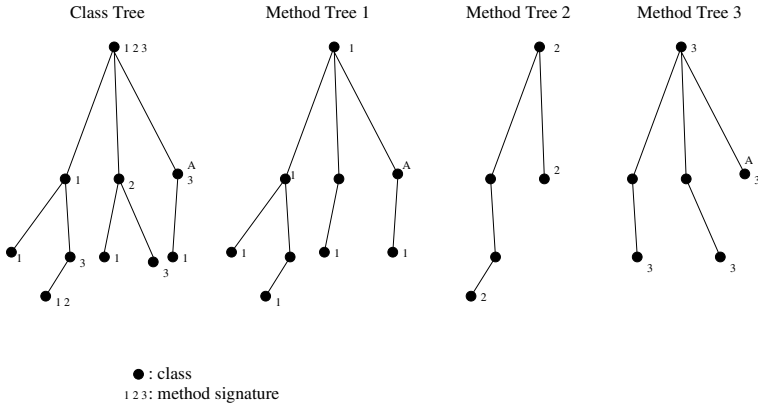 Class Tree Method Tree 1 Method Tree 2 Method Tree 3
1 2 3 1 2 3
A A A
1 2 3 1 3
2
1 3 1 3 1 1 1 1 3 3
1 2 1 2
: class
1 2 3 : method signature